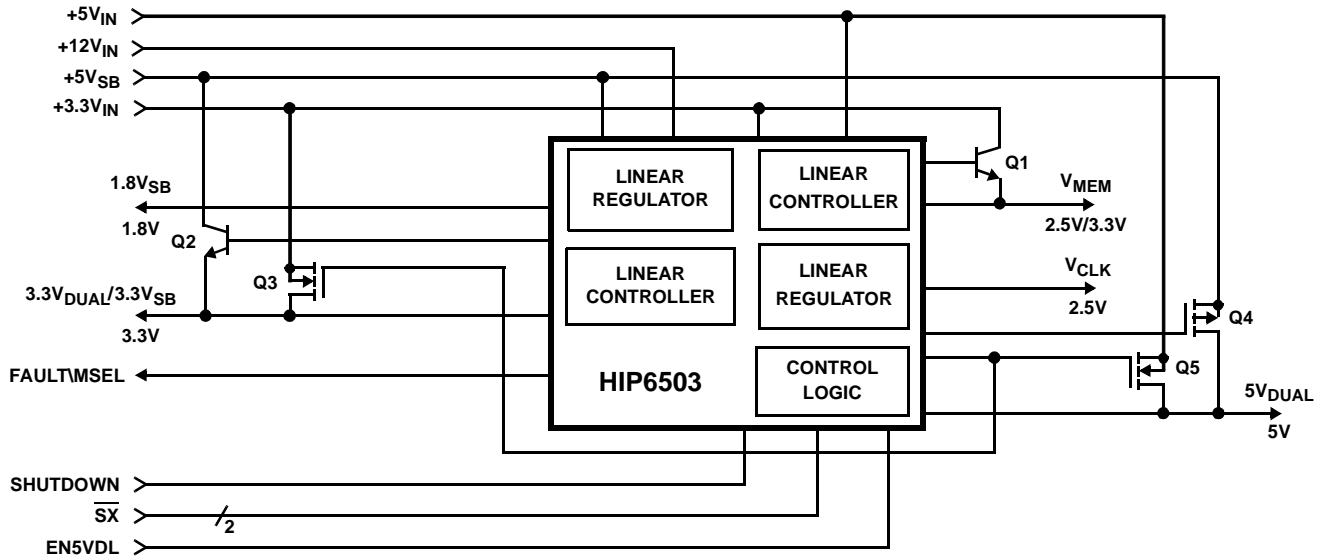 +5VIN
+12VIN
+5VSB
+3.3VIN
LINEAR
REGULATOR
LINEAR
CONTROLLER
Q1
1.8VSB
1.8V
VMEM
2.5V/3.3V
Q2
Q3
LINEAR
CONTROLLER
LINEAR
REGULATOR
VCLK
2.5V
3.3VDUAL/3.3VSB
3.3V
Q4
Q5
FAULT\MSEL
HIP6503
CONTROL
LOGIC
5VDUAL
5V
SHUTDOWN
SX
2
EN5VDL